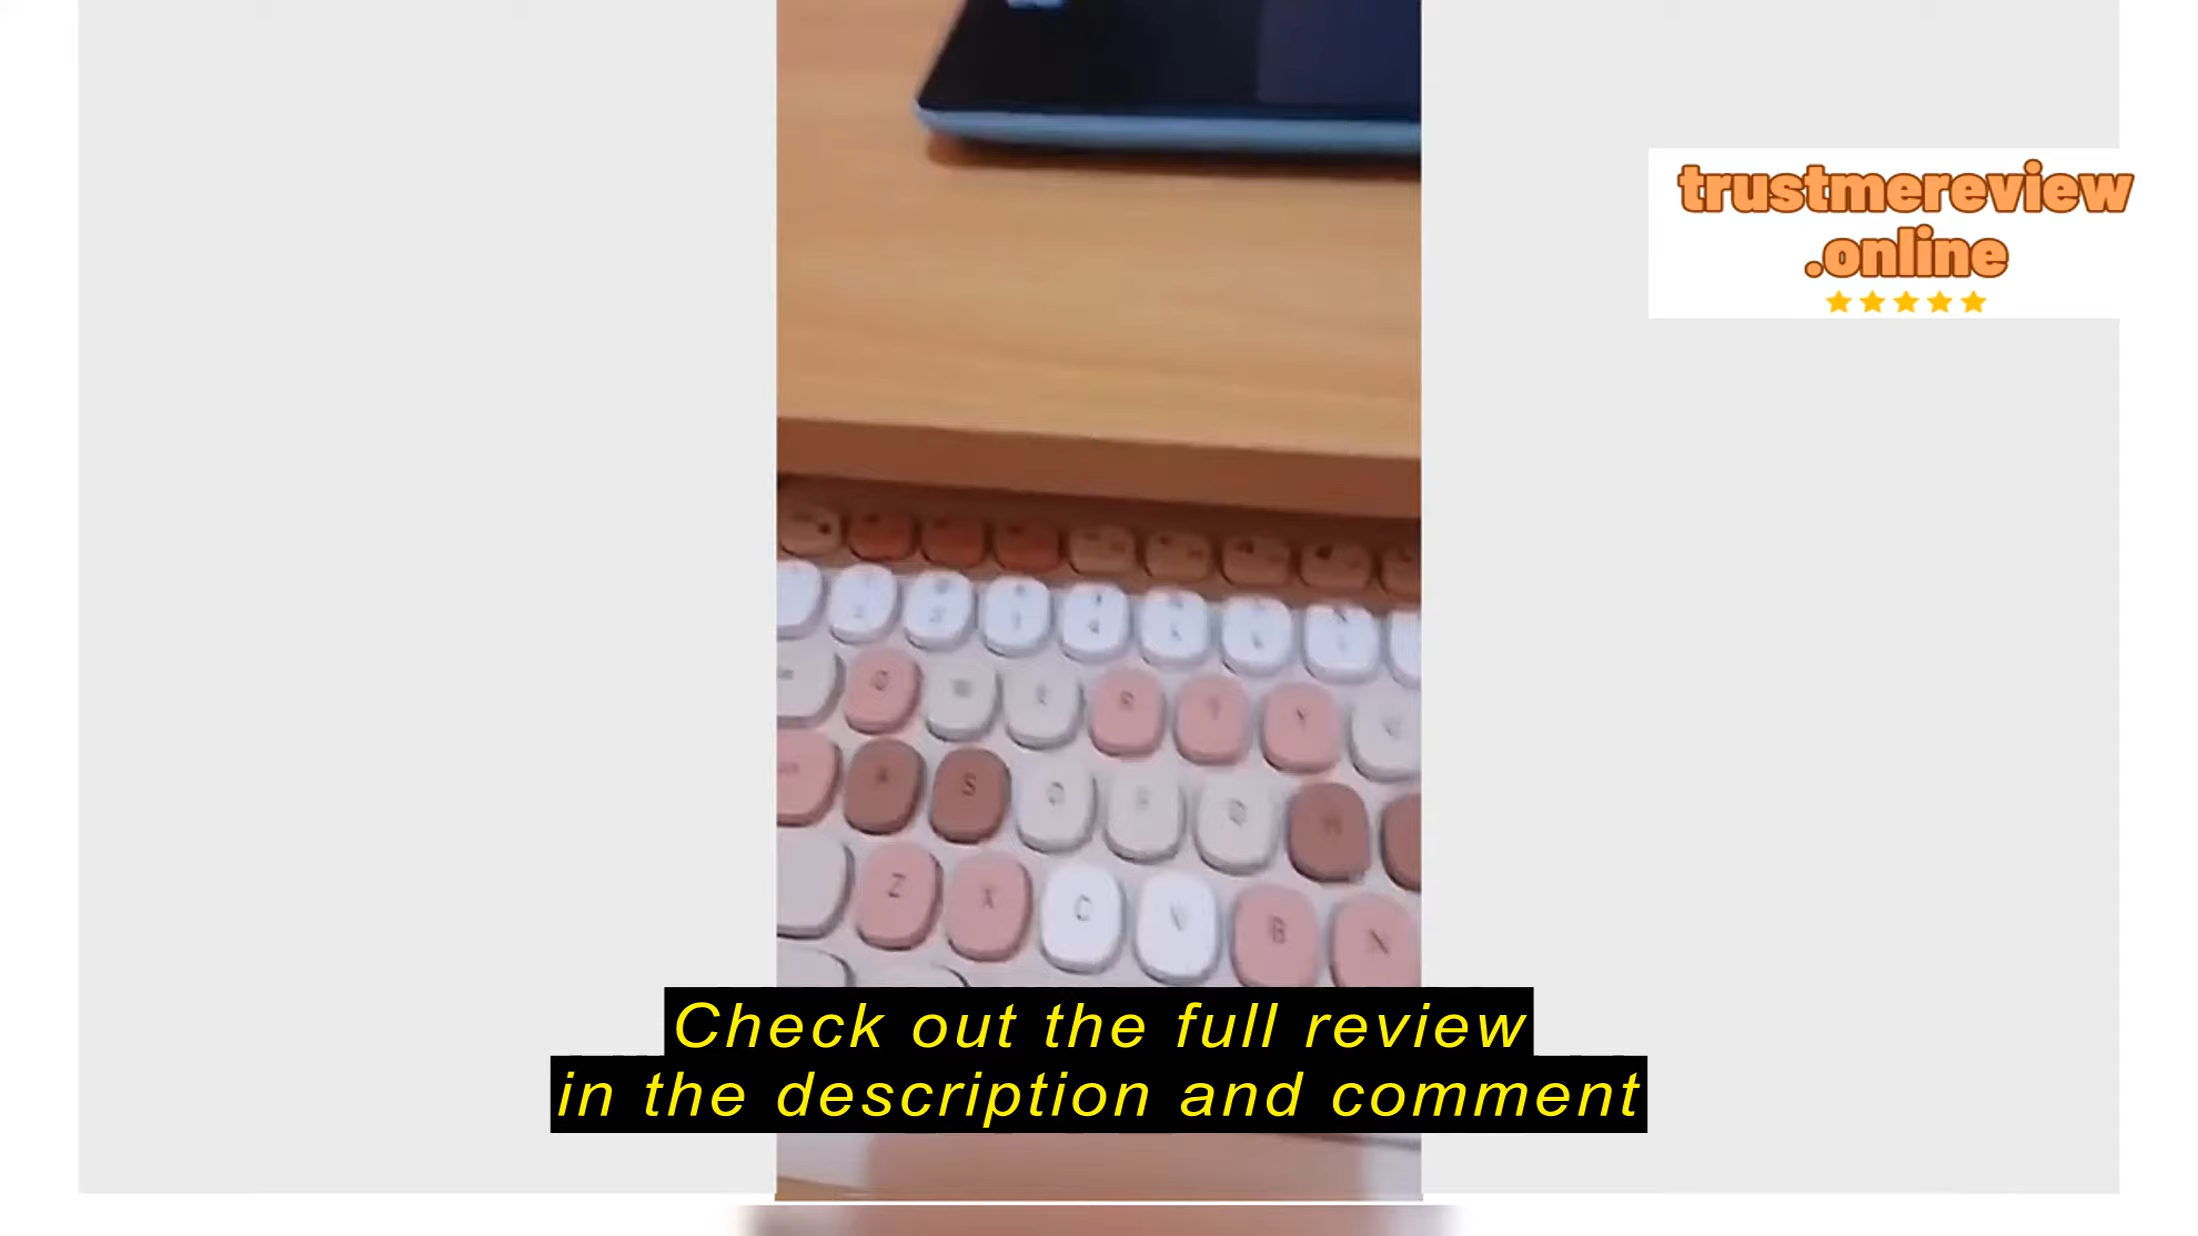 trustmereview
.online
Q W E R T Y
A S D F G H
Z X C V B N
Check out the full review
in the description and comment